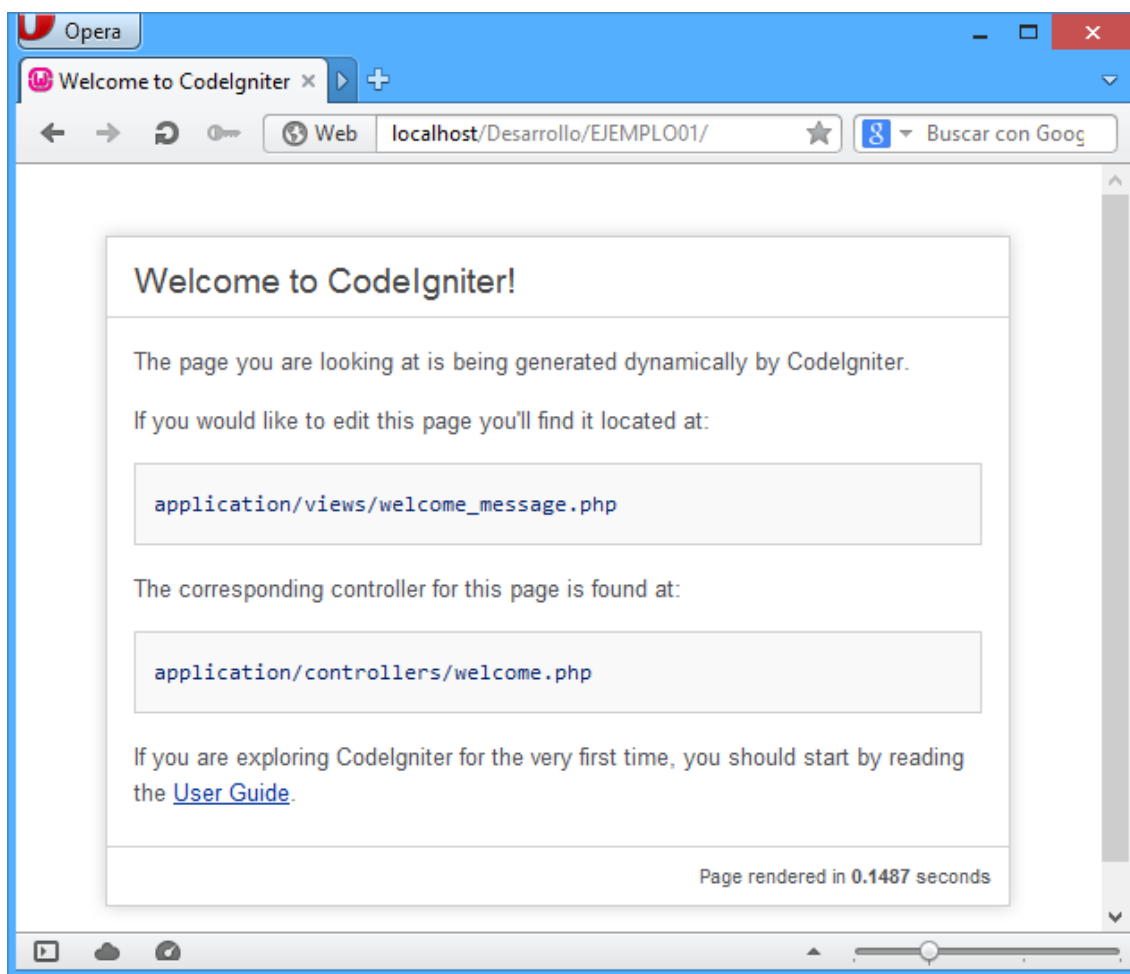 Opera
Welcome to CodeIgniter
Web localhost/Desarrollo/EJEMPLO01/ Buscar con Goog
Welcome to CodeIgniter!
The page you are looking at is being generated dynamically by CodeIgniter.
If you would like to edit this page you'll find it located at:
application/views/welcome_message.php
The corresponding controller for this page is found at:
application/controllers/welcome.php
If you are exploring CodeIgniter for the very first time, you should start by reading
the User Guide.
Page rendered in 0.1487 seconds